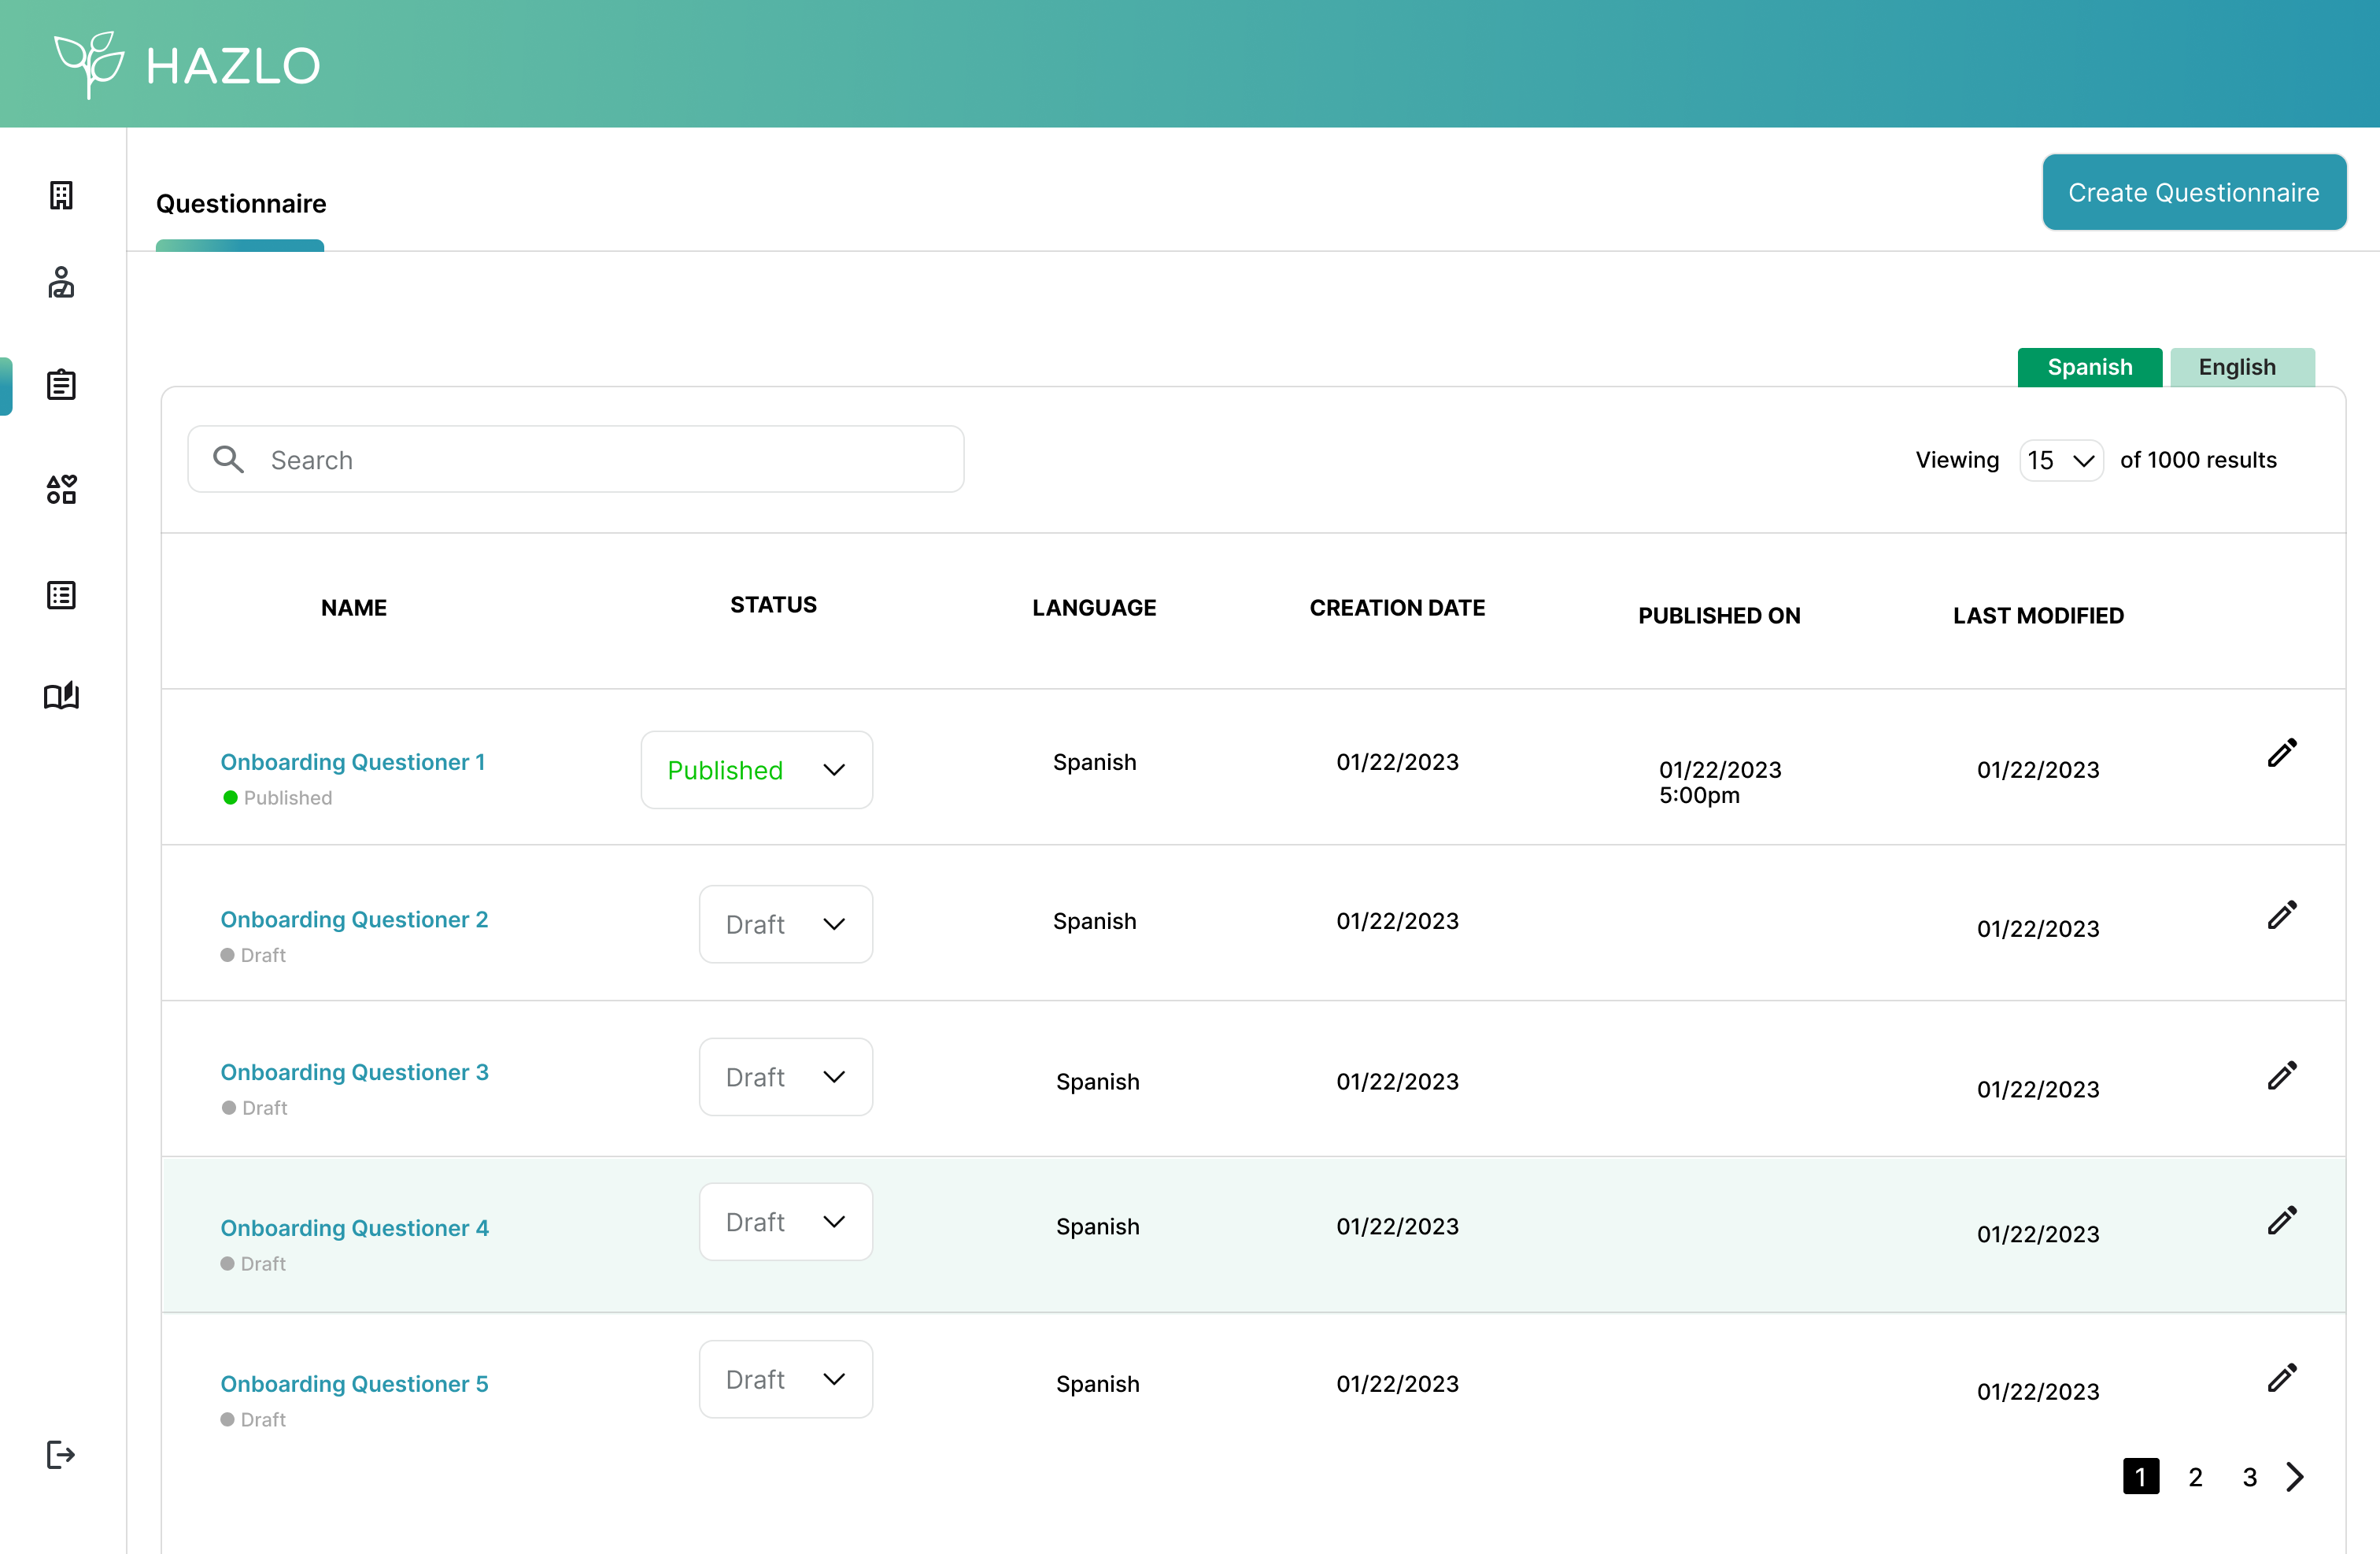 HAZLO
Questionnaire
Create Questionnaire
Spanish English
Search
Viewing 15 of 1000 results
NAME STATUS LANGUAGE CREATION DATE PUBLISHED ON LAST MODIFIED
Onboarding Questioner 1 Published Spanish 01/22/2023 01/22/2023 01/22/2023
Published 5:00pm
Onboarding Questioner 2 Draft Spanish 01/22/2023 01/22/2023
Draft
Onboarding Questioner 3 Draft Spanish 01/22/2023 01/22/2023
Draft
Onboarding Questioner 4 Draft Spanish 01/22/2023 01/22/2023
Draft
Onboarding Questioner 5 Draft Spanish 01/22/2023 01/22/2023
Draft
1 2 3